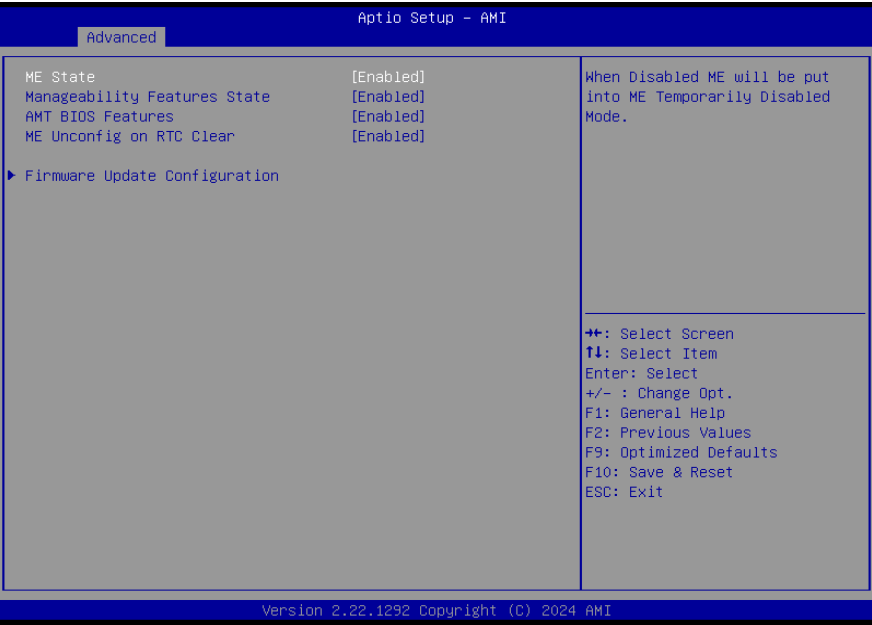 Aptio Setup – AMI
Advanced
ME State [Enabled]
Manageability Features State [Enabled]
AMT BIOS Features [Enabled]
ME Unconfig on RTC Clear [Enabled]
▶ Firmware Update Configuration
When Disabled ME will be put
into ME Temporarily Disabled
Mode.
→←: Select Screen
↑↓: Select Item
Enter: Select
+/- : Change Opt.
F1: General Help
F2: Previous Values
F9: Optimized Defaults
F10: Save & Reset
ESC: Exit
Version 2.22.1292 Copyright (C) 2024 AMI